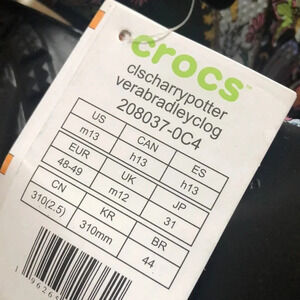 crocs™
clscharrypotter
verabradleyclog
208037-0C4
US m13 CAN h13 ES h13
EUR 48-49 UK m12 JP 31
CN 310(2.5) KR 310mm BR 44